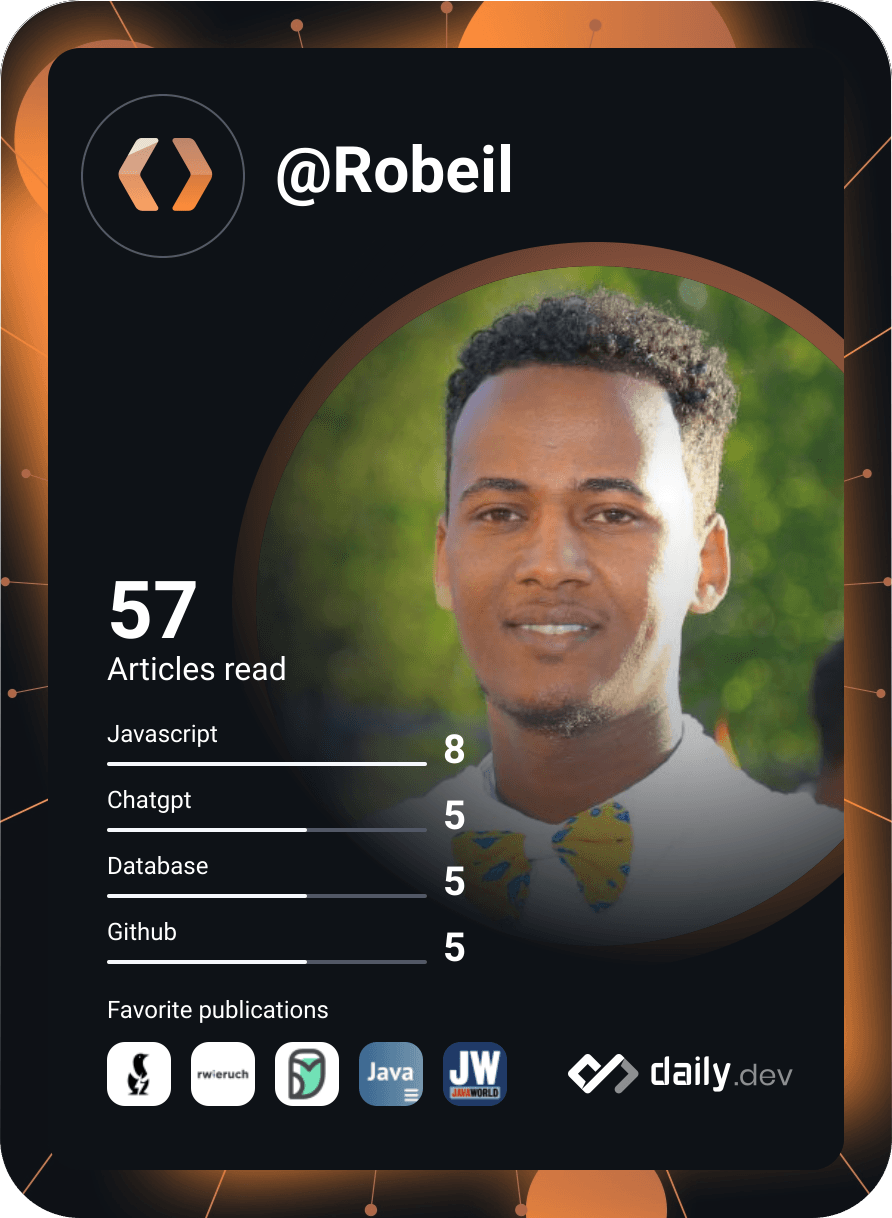 @Robeil
57
Articles read
Javascript
8
Chatgpt
5
Database
5
Github
5
Favorite publications
rwieruch
Java
JW
JAVAWORLD
daily.dev